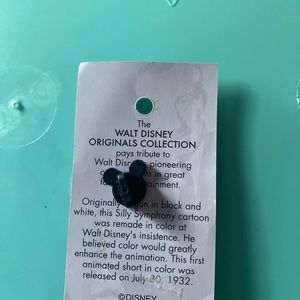 The
WALT DISNEY
ORIGINALS COLLECTION
pays tribute to
Walt pioneering
in great
Originally in black and
white, this Silly Symphony cartoon
was remade in color at
Walt Disney's insistence. He
believed color would greatly
enhance the animation. This first
animated short in color was
released on July 30, 1932.
©DISNEY